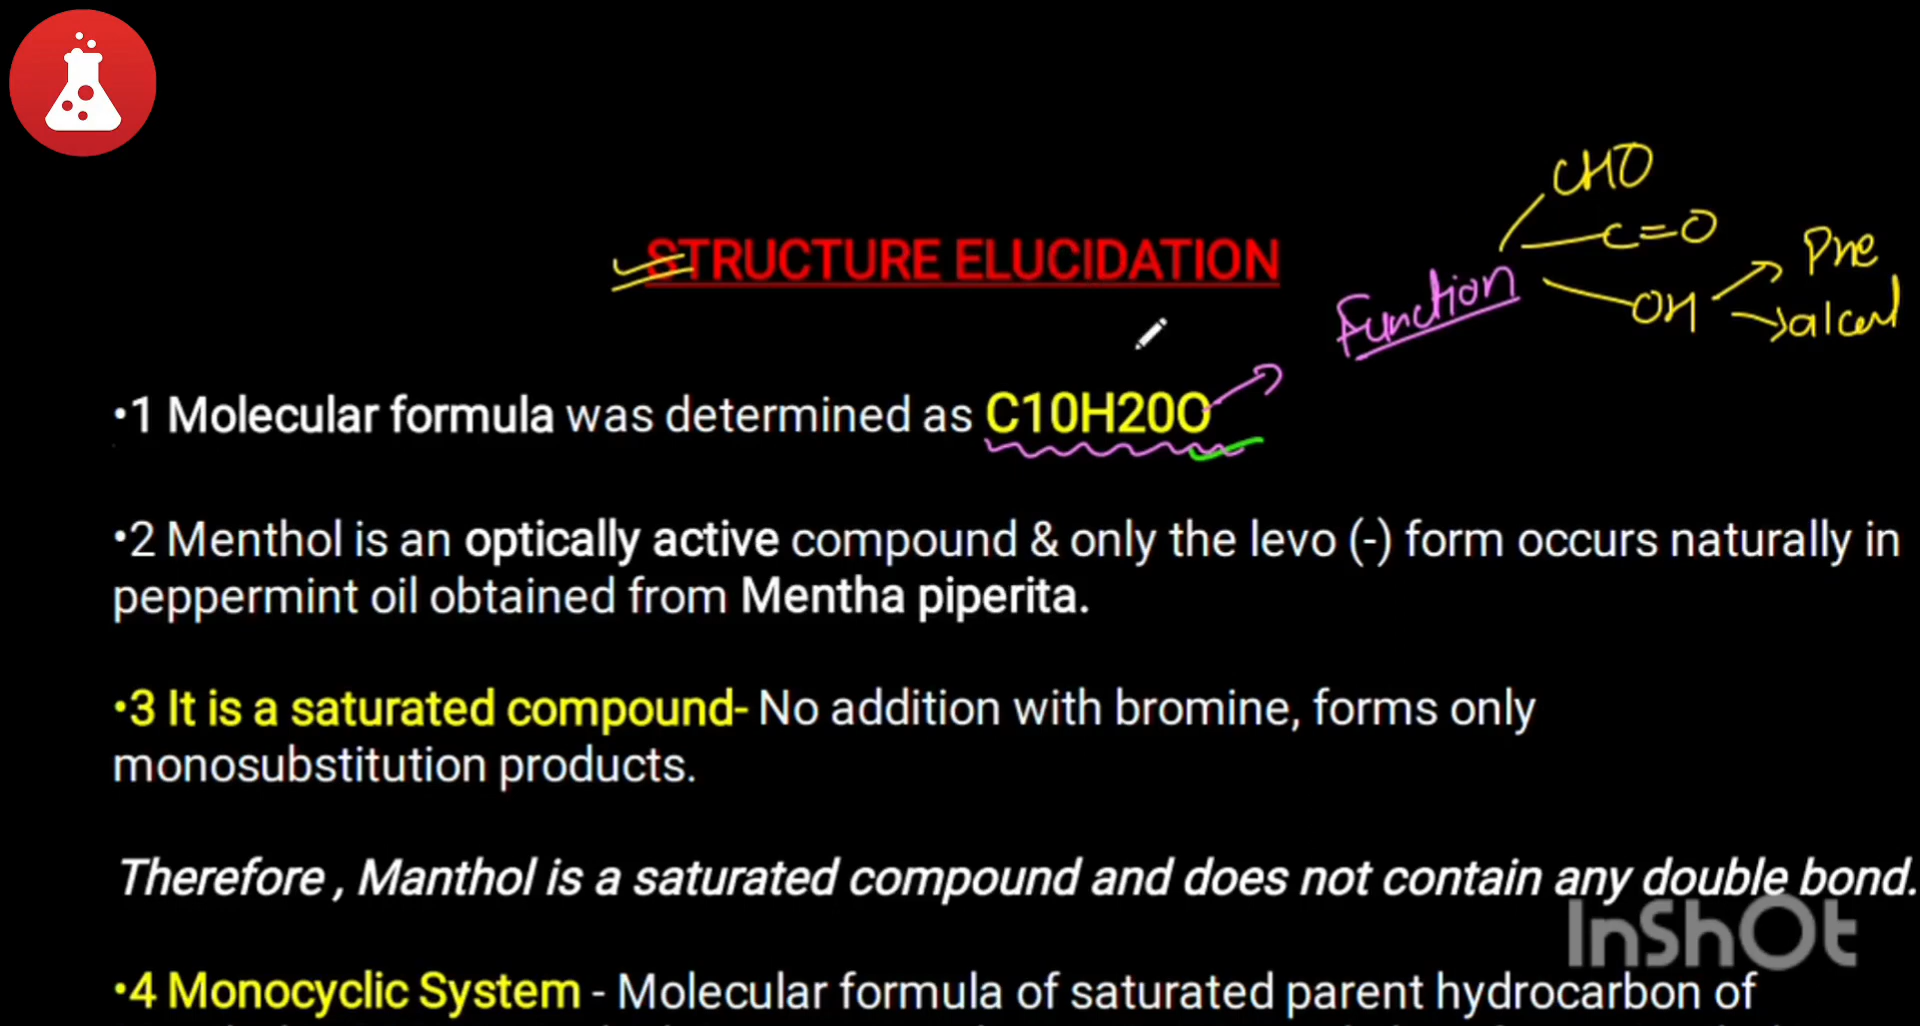 CHO
C=O
Phe
OH
alcohl
Function
STRUCTURE ELUCIDATION
•1 Molecular formula was determined as C10H20O
•2 Menthol is an optically active compound & only the levo (-) form occurs naturally in
peppermint oil obtained from Mentha piperita.
•3 It is a saturated compound- No addition with bromine, forms only
monosubstitution products.
Therefore , Manthol is a saturated compound and does not contain any double bond.
InShOt
•4 Monocyclic System - Molecular formula of saturated parent hydrocarbon of